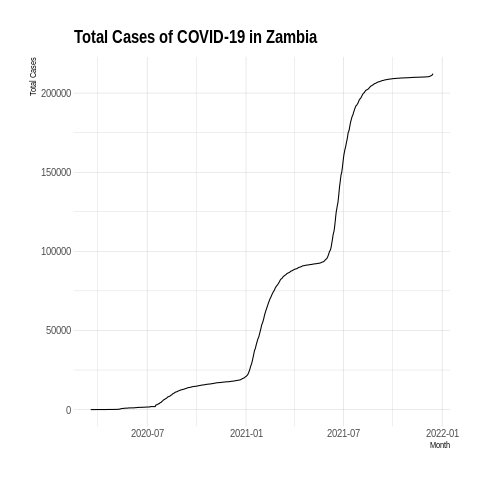 Total Cases of COVID-19 in Zambia
Total Cases
200000
150000
100000
50000
0
2020-07 2021-01 2021-07 2022-01
Month